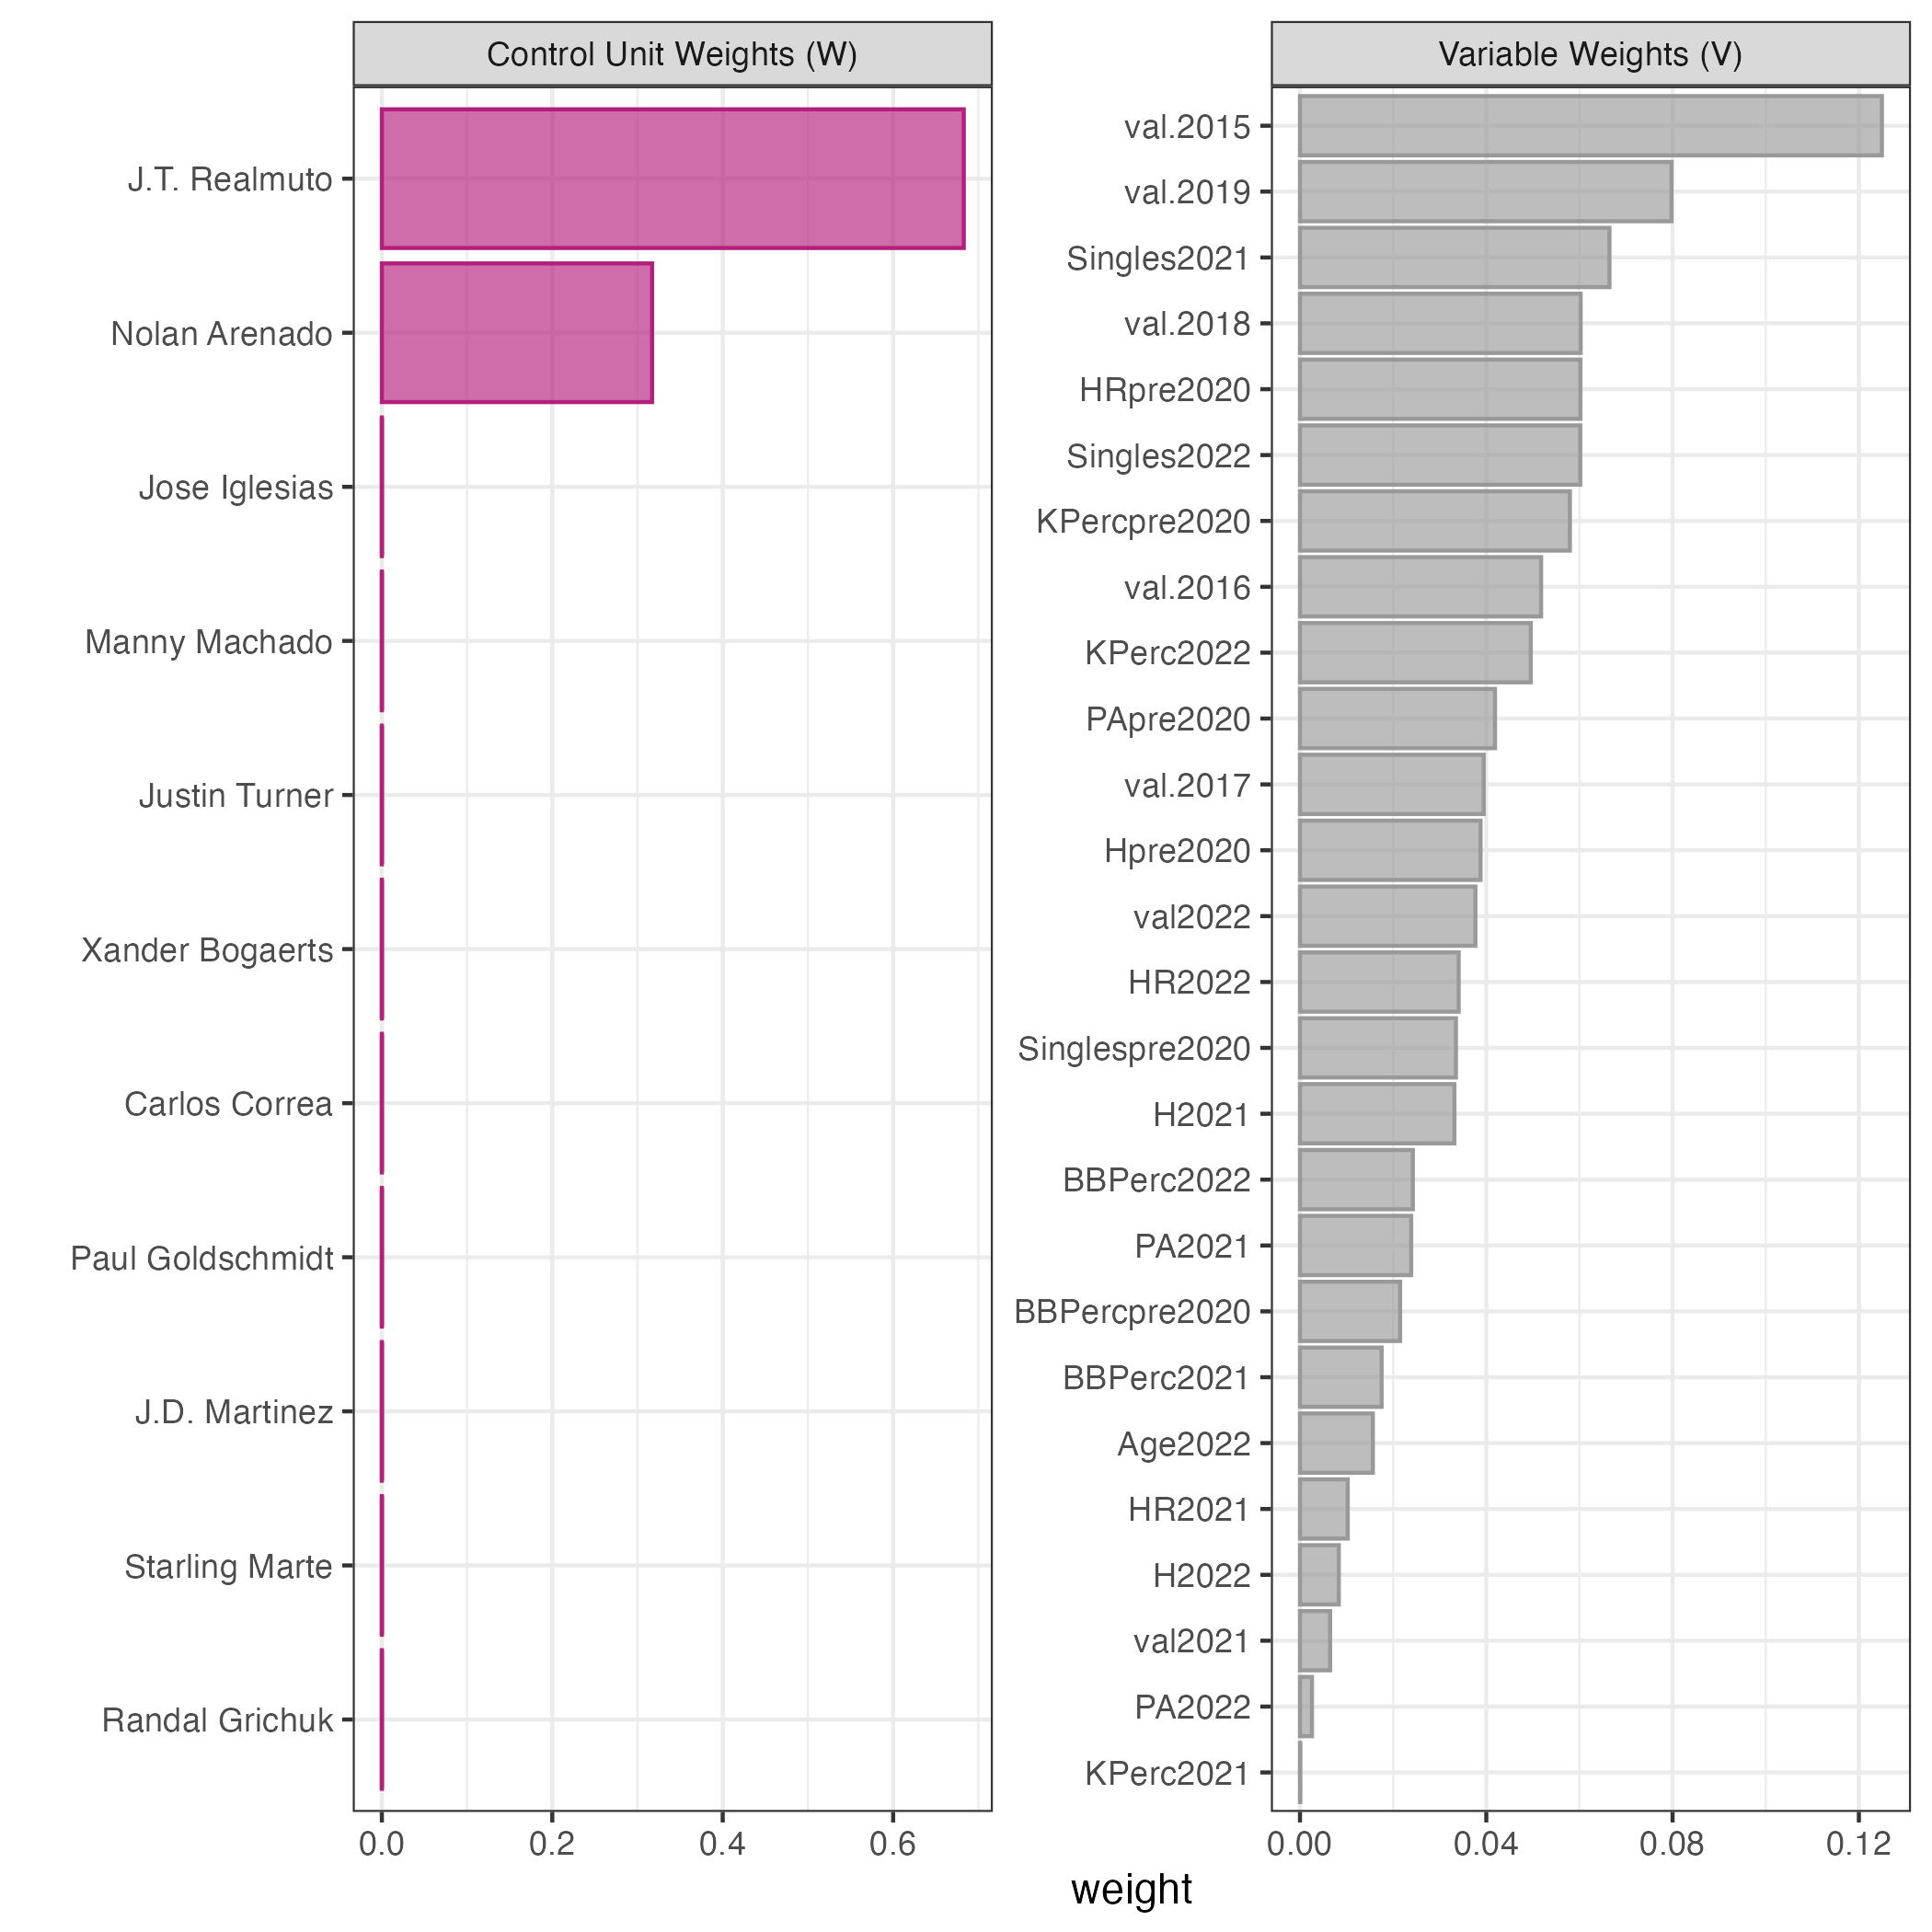 Control Unit Weights (W)
J.T. Realmuto
Nolan Arenado
Jose Iglesias
Manny Machado
Justin Turner
Xander Bogaerts
Carlos Correa
Paul Goldschmidt
J.D. Martinez
Starling Marte
Randal Grichuk
0.0 0.2 0.4 0.6
Variable Weights (V)
val.2015
val.2019
Singles2021
val.2018
HRpre2020
Singles2022
KPercpre2020
val.2016
KPerc2022
PApre2020
val.2017
Hpre2020
val2022
HR2022
Singlespre2020
H2021
BBPerc2022
PA2021
BBPercpre2020
BBPerc2021
Age2022
HR2021
H2022
val2021
PA2022
KPerc2021
0.00 0.04 0.08 0.12
weight